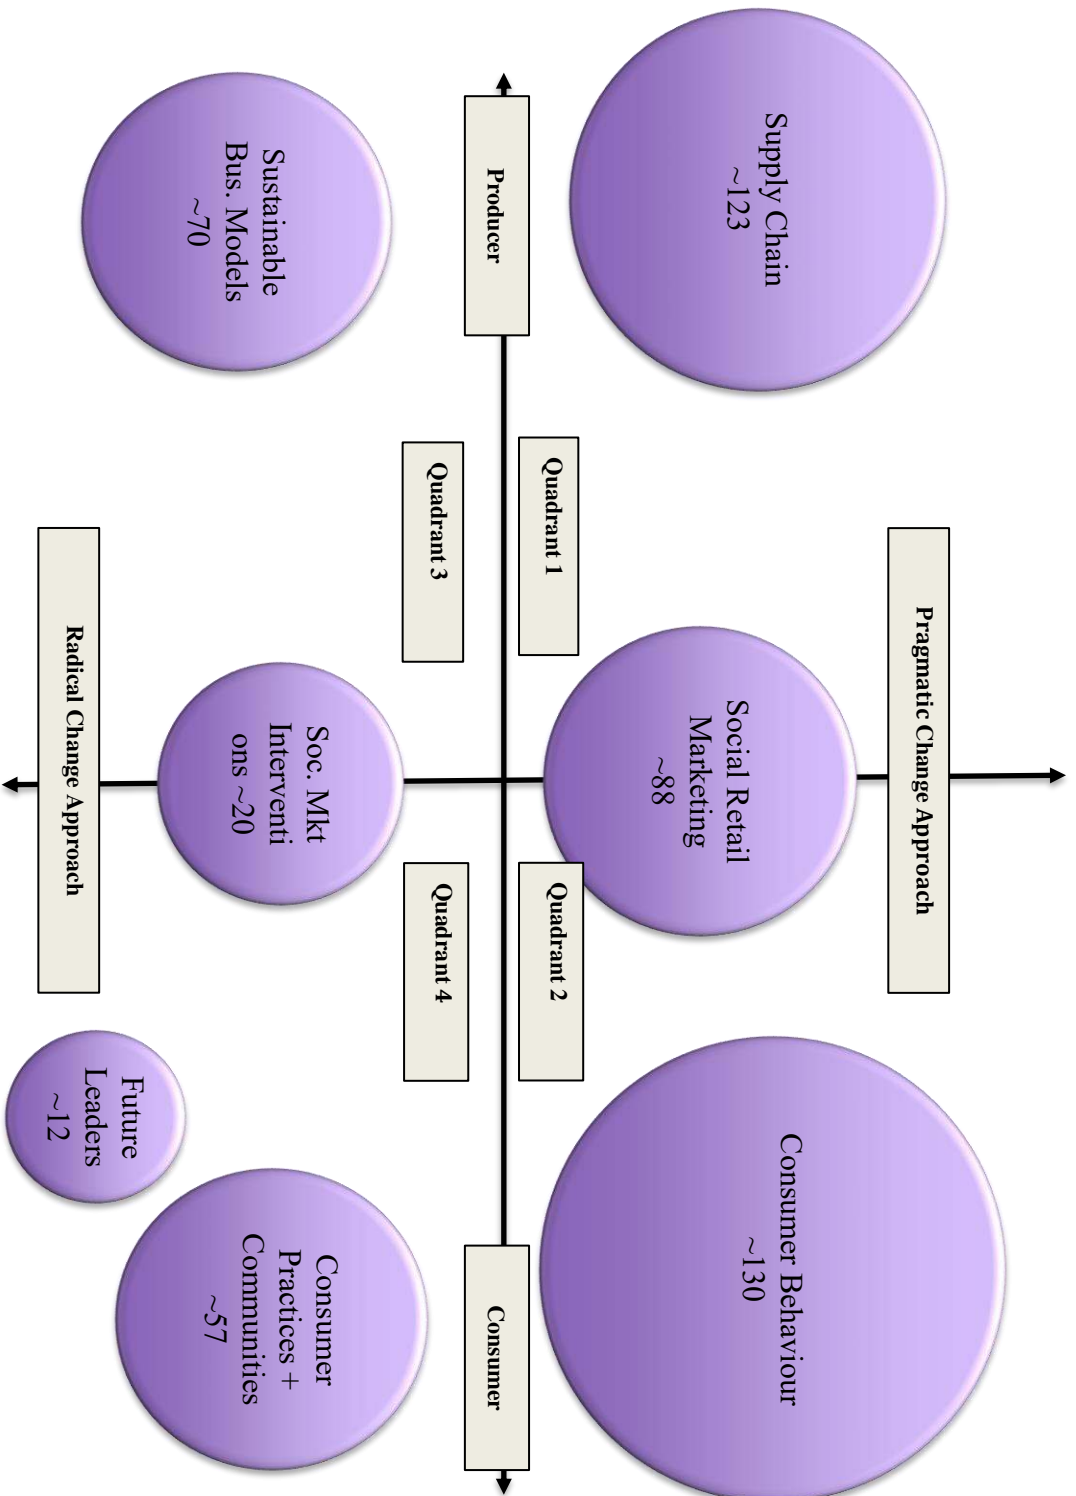 Pragmatic Change Approach
Supply Chain
~123
Social Retail
Marketing
~88
Consumer Behaviour
~130
Quadrant 1
Quadrant 2
Producer
Consumer
Quadrant 3
Quadrant 4
Sustainable
Bus. Models
~70
Soc. Mkt
Interventi
ons ~20
Consumer
Practices +
Communities
~57
Future
Leaders
~12
Radical Change Approach